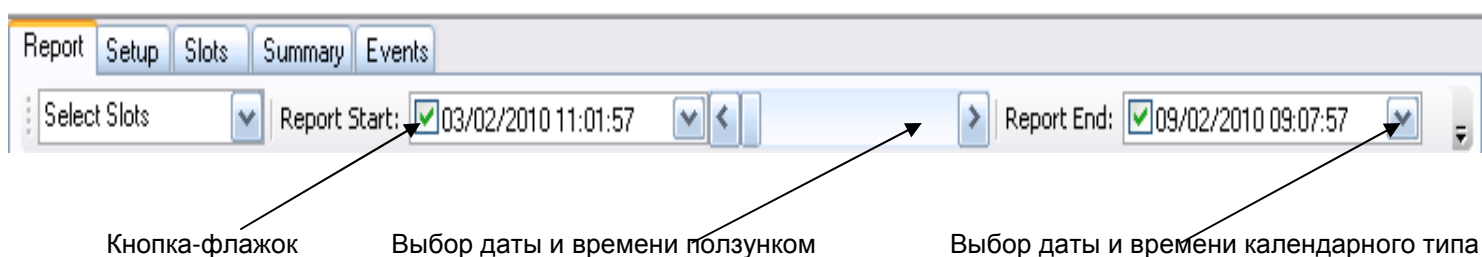 Report Setup Slots Summary Events
Select Slots Report Start: 03/02/2010 11:01:57 Report End: 09/02/2010 09:07:57
Кнопка-флажок Выбор даты и времени ползунком Выбор даты и времени календарного типа